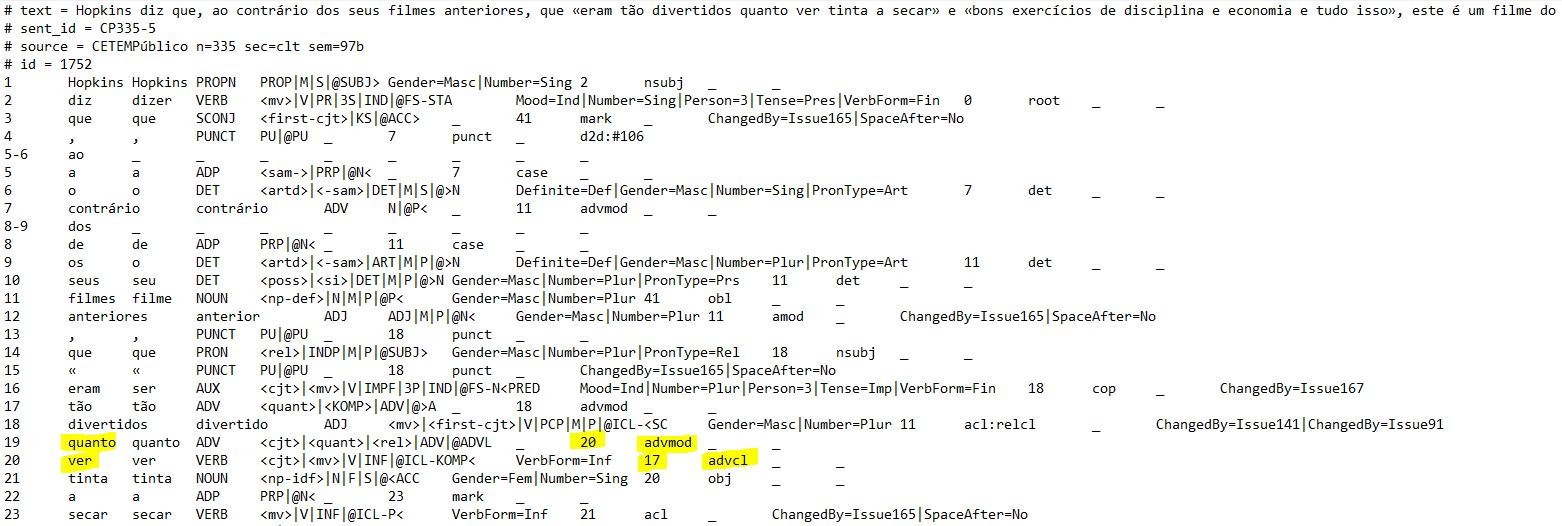 # text = Hopkins diz que, ao contrário dos seus filmes anteriores, que «eram tão divertidos quanto ver tinta a secar» e «bons exercícios de disciplina e economia e tudo isso», este é um filme do
# sent_id = CP335-5
# source = CETEMPúblico n=335 sec=clt sem=97b
# id = 1752
1 Hopkins Hopkins PROPN PROP|M|S|@SUBJ> Gender=Masc|Number=Sing 2 nsubj _ _
2 diz dizer VERB <mv>|V|PR|3S|IND|@FS-STA Mood=Ind|Number=Sing|Person=3|Tense=Pres|VerbForm=Fin 0 root _ _
3 que que SCONJ <first-cjt>|KS|@ACC> _ 41 mark _ ChangedBy=Issue165|SpaceAfter=No
4 , , PUNCT PU|@PU _ 7 punct _ d2d:#106
5-6 ao _ _ _ _ _ _ _ _
5 a a ADP <sam->|PRP|@N< _ 7 case _ _
6 o o DET <artd>|<-sam>|DET|M|S|@>N Definite=Def|Gender=Masc|Number=Sing|PronType=Art 7 det _ _
7 contrário contrário ADV N|@P< _ 11 advmod _ _
8-9 dos _ _ _ _ _ _ _ _
8 de de ADP PRP|@N< _ 11 case _ _
9 os o DET <artd>|<-sam>|ART|M|P|@>N Definite=Def|Gender=Masc|Number=Plur|PronType=Art 11 det _ _
10 seus seu DET <poss>|<si>|DET|M|P|@>N Gender=Masc|Number=Plur|PronType=Prs 11 det _ _
11 filmes filme NOUN <np-def>|N|M|P|@P< Gender=Masc|Number=Plur 41 obl _ _
12 anteriores anterior ADJ ADJ|M|P|@N< Gender=Masc|Number=Plur 11 amod _ ChangedBy=Issue165|SpaceAfter=No
13 , , PUNCT PU|@PU _ 18 punct _ _
14 que que PRON <rel>|INDP|M|P|@SUBJ> Gender=Masc|Number=Plur|PronType=Rel 18 nsubj _ _
15 « « PUNCT PU|@PU _ 18 punct _ ChangedBy=Issue165|SpaceAfter=No
16 eram ser AUX <cjt>|<mv>|V|IMPF|3P|IND|@FS-N<PRED Mood=Ind|Number=Plur|Person=3|Tense=Imp|VerbForm=Fin 18 cop _ ChangedBy=Issue167
17 tão tão ADV <quant>|<KOMP>|ADV|@>A _ 18 advmod _ _
18 divertidos divertido ADJ <mv>|<first-cjt>|V|PCP|M|P|@ICL-<SC Gender=Masc|Number=Plur 11 acl:relcl _ ChangedBy=Issue141|ChangedBy=Issue91
19 quanto quanto ADV <cjt>|<quant>|<rel>|ADV|@ADVL _ 20 advmod _ _
20 ver ver VERB <cjt>|<mv>|V|INF|@ICL-KOMP< VerbForm=Inf 17 advcl _ _
21 tinta tinta NOUN <np-idf>|N|F|S|@<ACC Gender=Fem|Number=Sing 20 obj _ _
22 a a ADP PRP|@N< _ 23 mark _ _
23 secar secar VERB <mv>|V|INF|@ICL-P< VerbForm=Inf 21 acl _ ChangedBy=Issue165|SpaceAfter=No